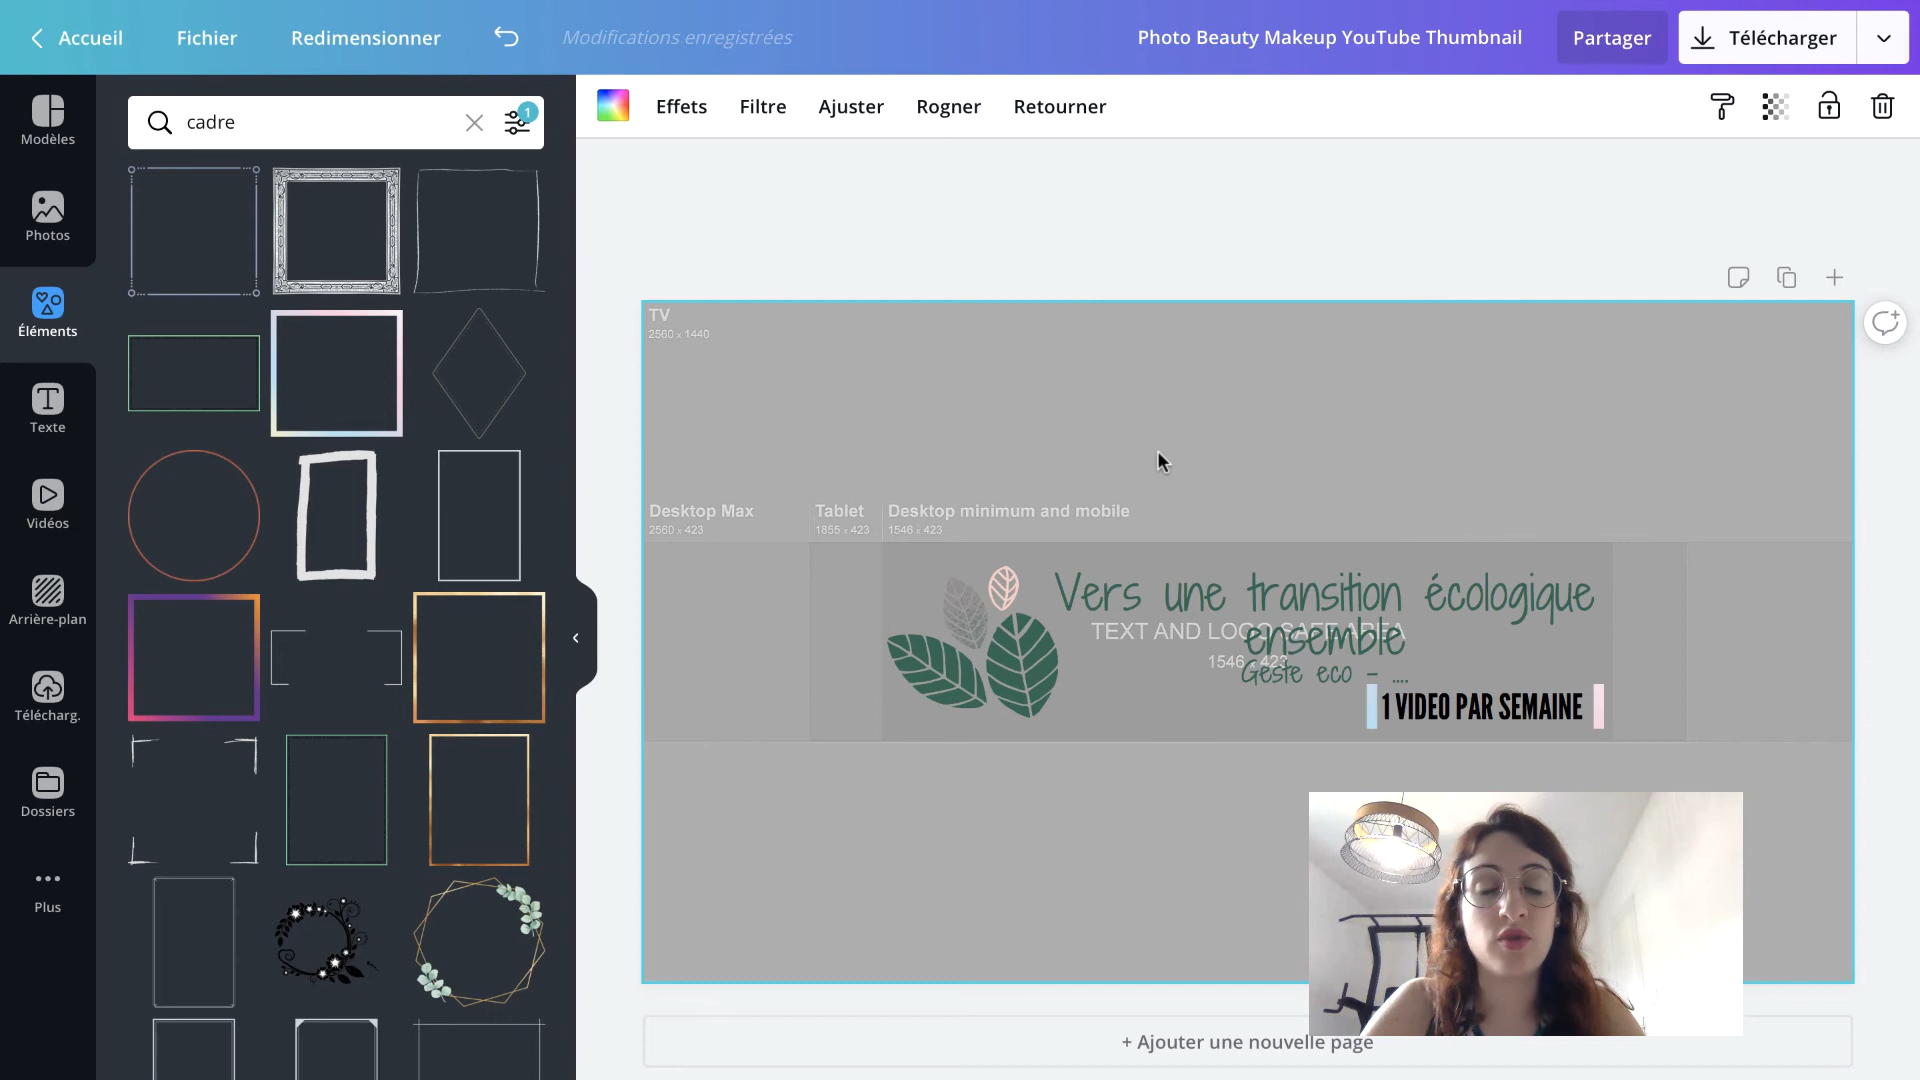 Accueil
Fichier
Redimensionner
Modifications enregistrées
Photo Beauty Makeup YouTube Thumbnail
Partager
Télécharger
cadre
1
Effets
Filtre
Ajuster
Rogner
Retourner
Modèles
Photos
Éléments
Texte
Vidéos
Arrière-plan
Télécharg.
Dossiers
Plus
TV
2560 x 1440
Desktop Max
2560 x 423
Tablet
1855 x 423
Desktop minimum and mobile
1546 x 423
Vers une transition écologique
TEXT AND LOGO SAFE AREA
ensemble
1546 x 423
Geste eco - ....
1 VIDEO PAR SEMAINE
+ Ajouter une nouvelle page